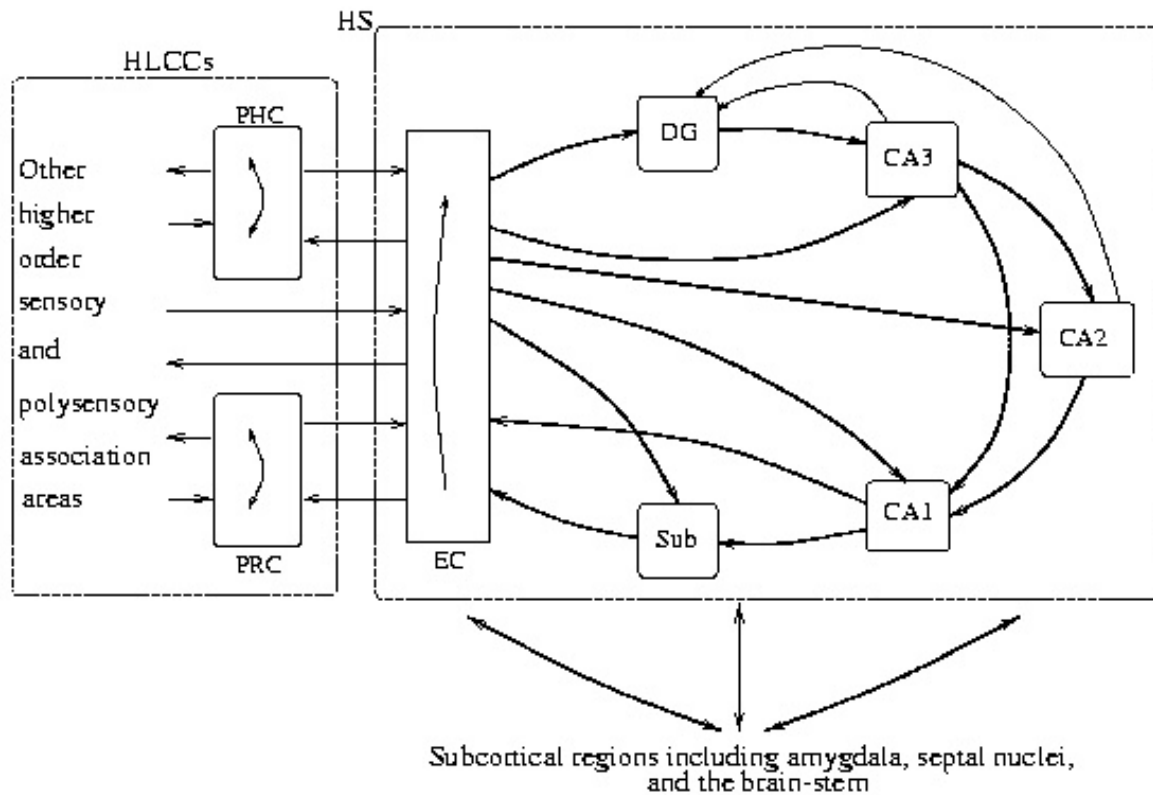 HS
HLCCs
PHC
Other
higher
order
sensory
and
polysensory
association
areas
PRC
EC
DG
CA3
CA2
CA1
Sub
Subcortical regions including amygdala, septal nuclei,
and the brain-stem